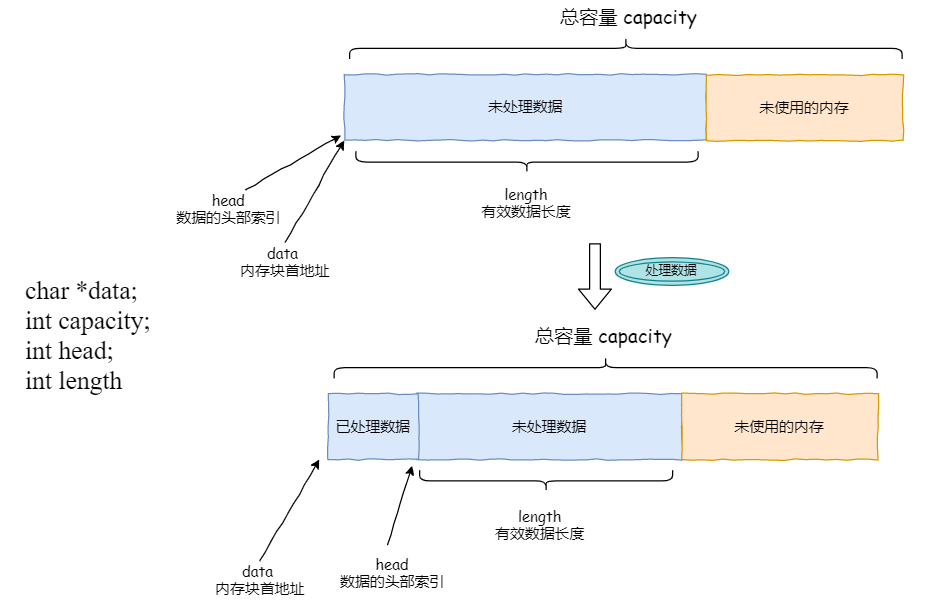 总容量 capacity
未处理数据
未使用的内存
length
有效数据长度
head
数据的头部索引
data
内存块首地址
处理数据
char *data;
int capacity;
int head;
int length
总容量 capacity
已处理数据
未处理数据
未使用的内存
length
有效数据长度
head
数据的头部索引
data
内存块首地址